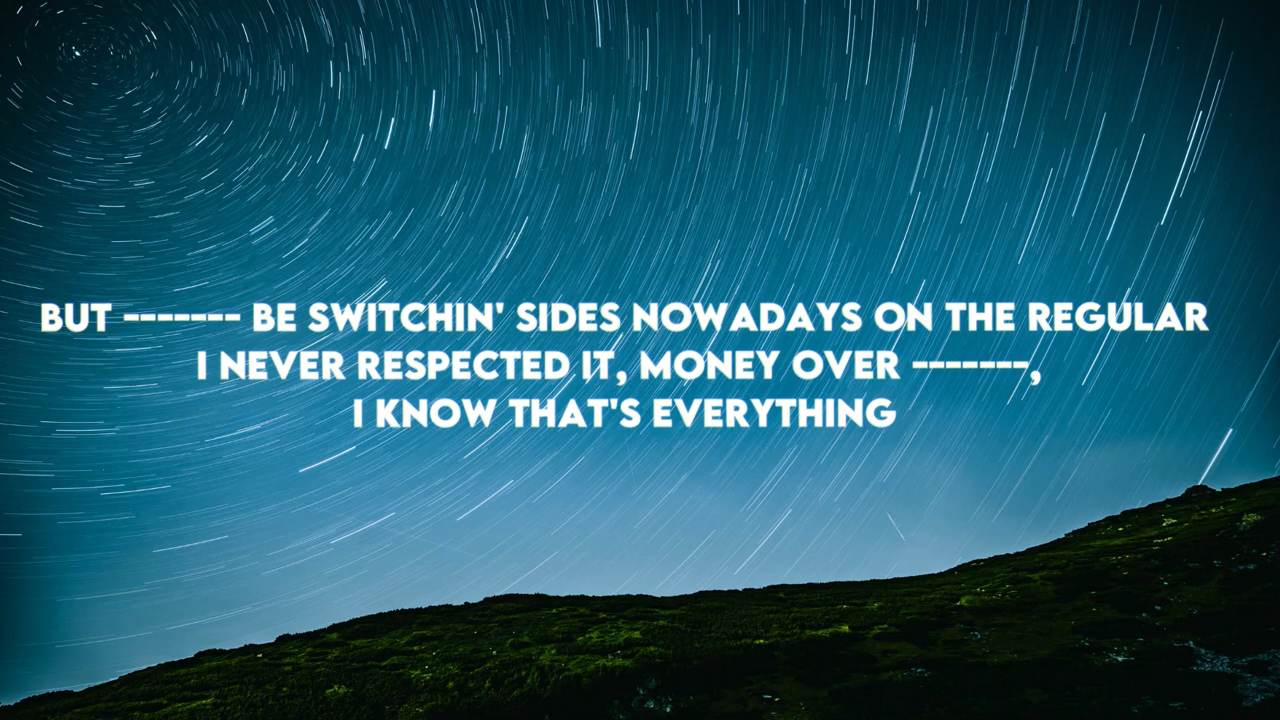 BUT ------- BE SWITCHIN' SIDES NOWADAYS ON THE REGULAR
I NEVER RESPECTED IT, MONEY OVER -------,
I KNOW THAT'S EVERYTHING